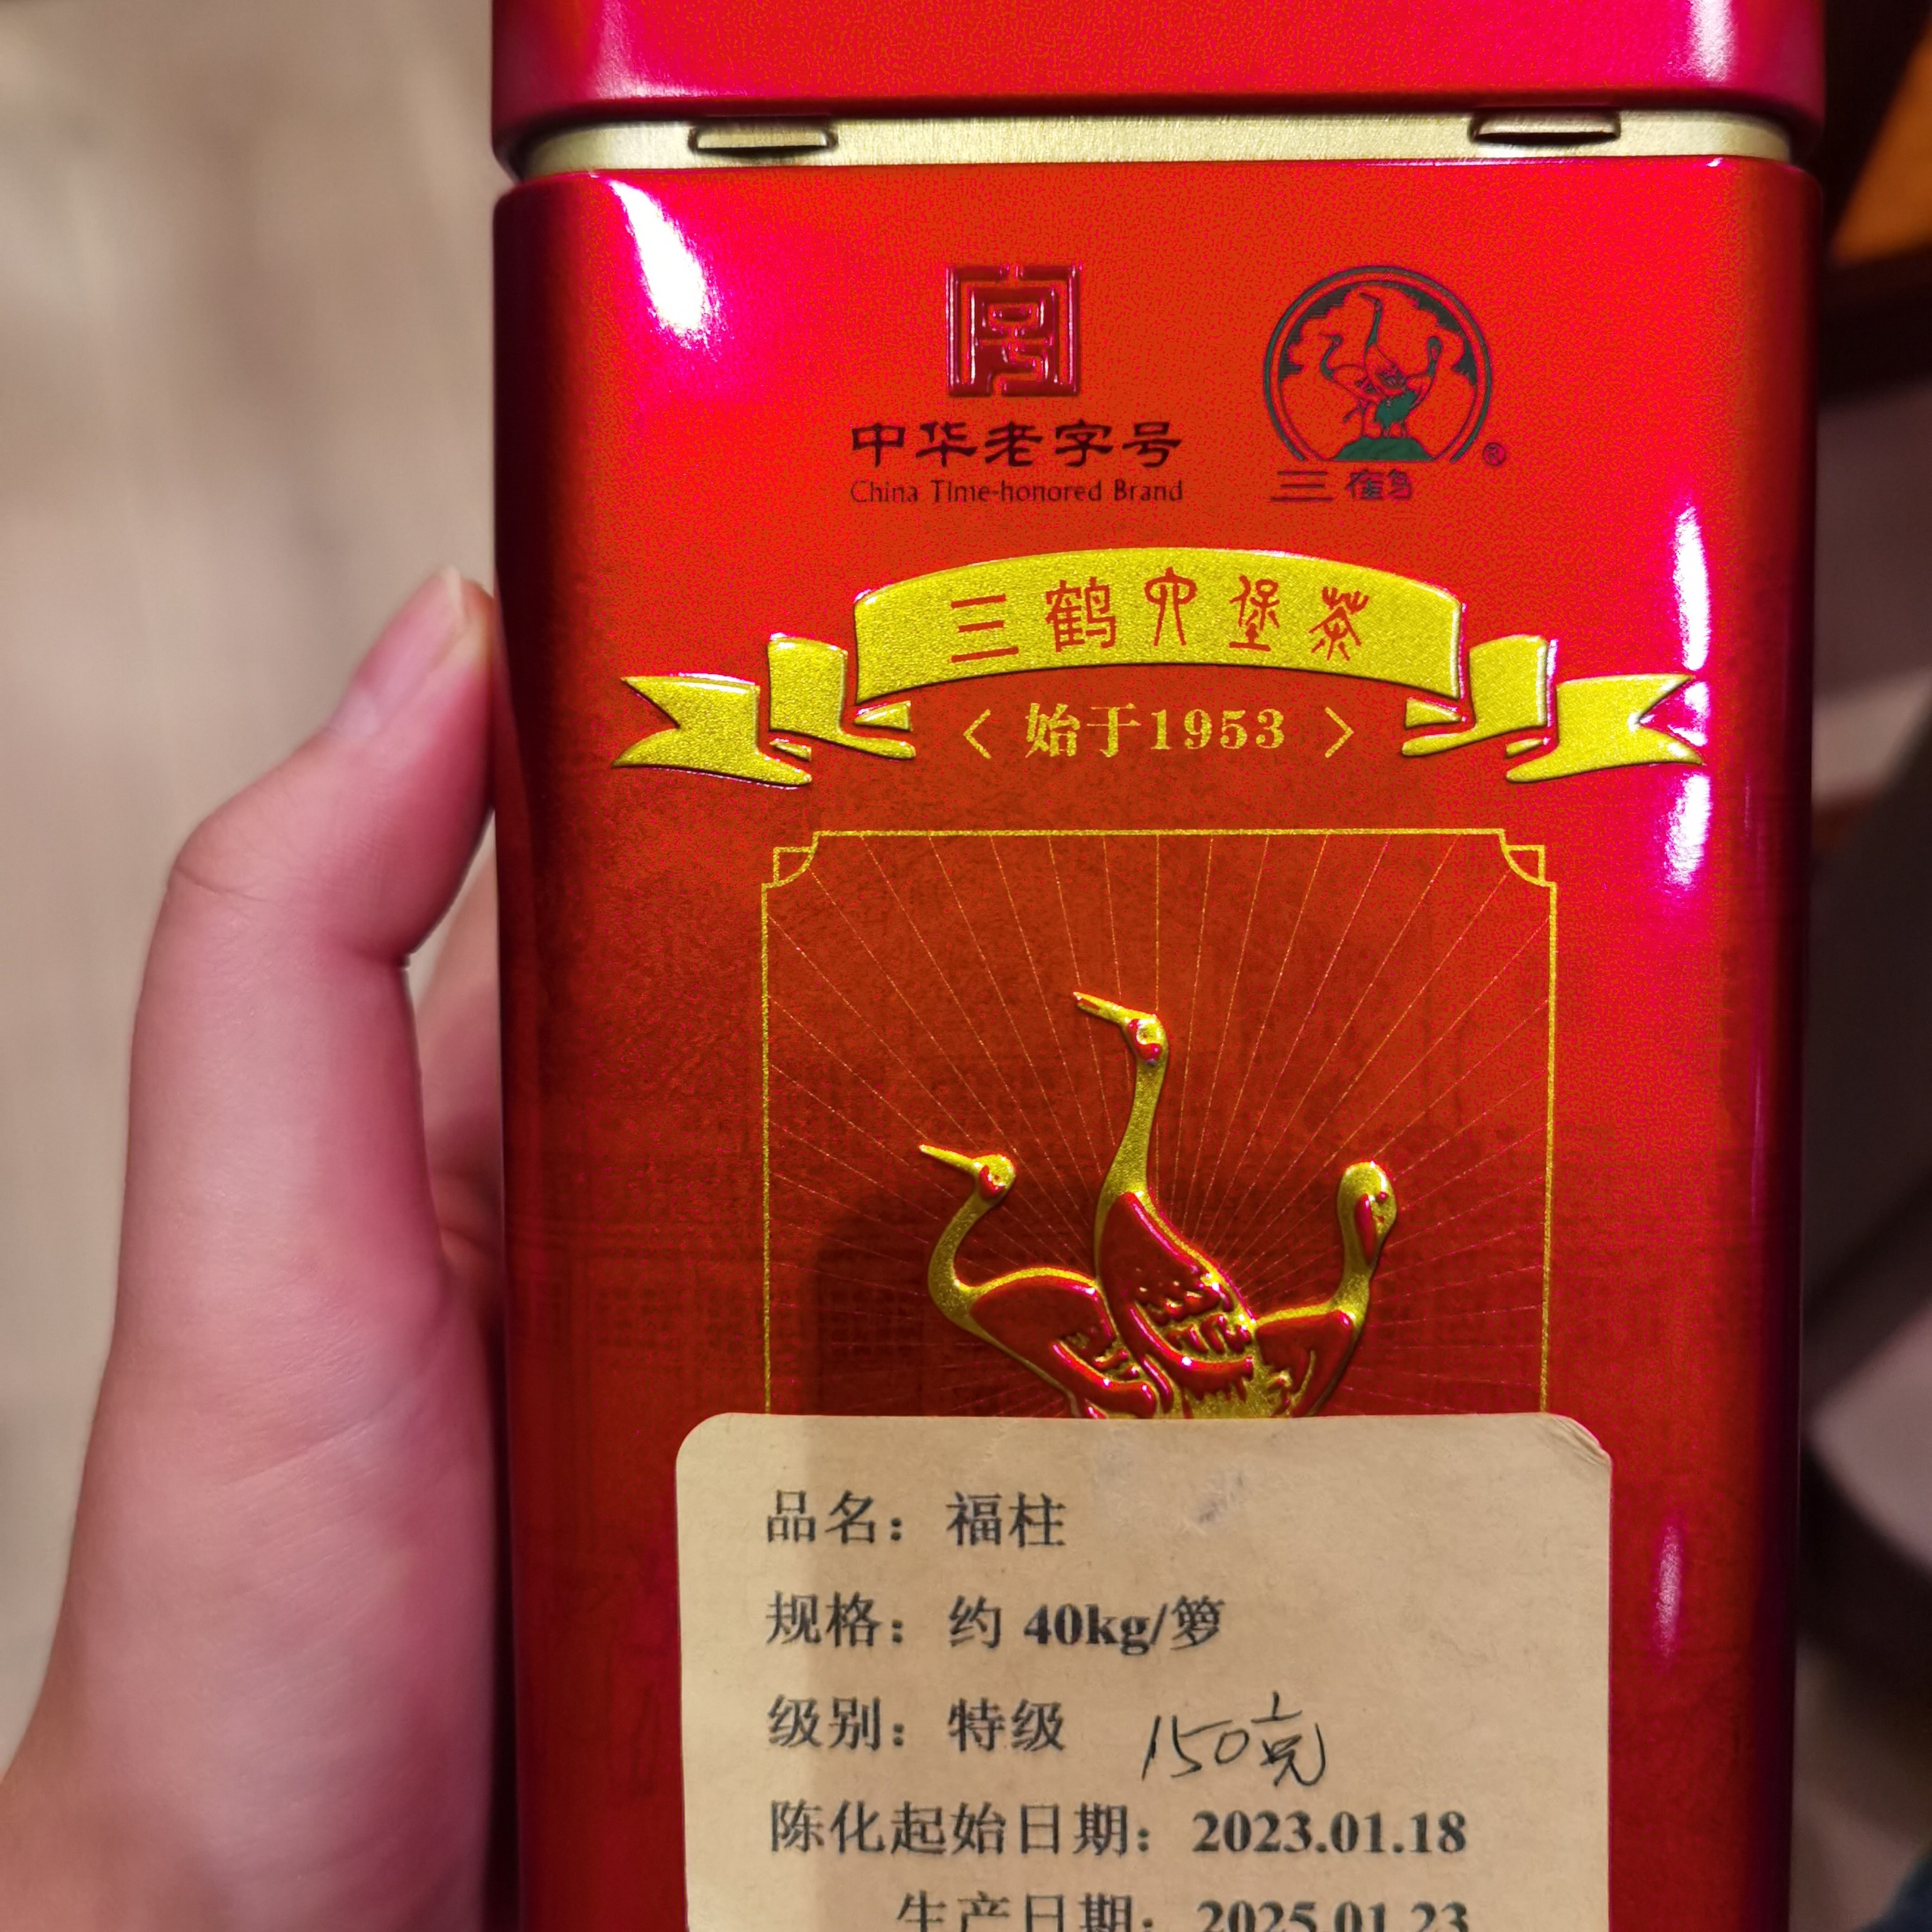 中华老字号
China Time-honored Brand
三鹤
®
三鹤六堡茶
< 始于1953 >
品名：福柱
规格：约 40kg/箩
级别：特级 150克
陈化起始日期：2023.01.18
生产日期：2025.01.23